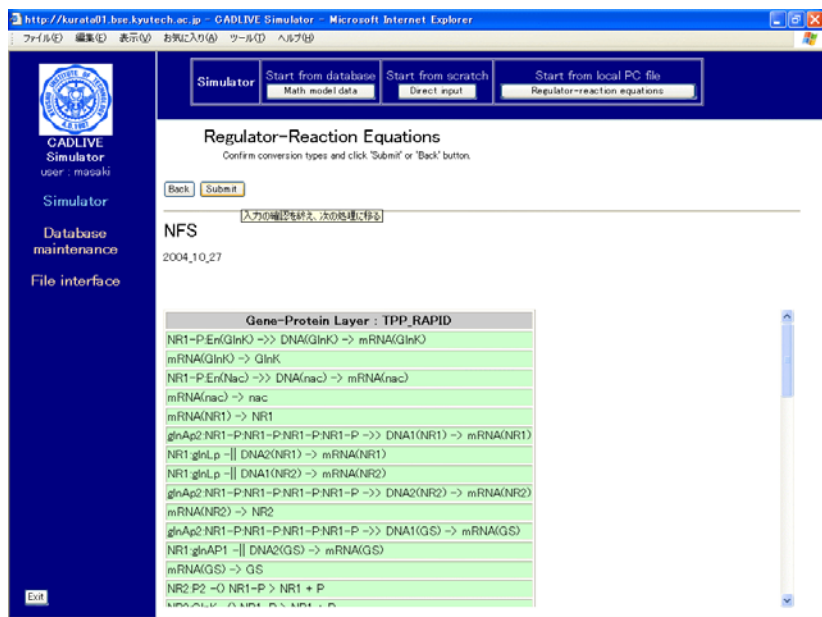 http://kurata01.bse.kyutech.ac.jp - CADLIVE Simulator - Microsoft Internet Explorer
ファイル(F) 編集(E) 表示(V) お気に入り(A) ツール(T) ヘルプ(H)
Simulator
Start from database
Math model data
Start from scratch
Direct input
Start from local PC file
Regulator-reaction equations
CADLIVE
Simulator
user : masaki
Simulator
Database
maintenance
File interface
Exit
Regulator-Reaction Equations
Confirm conversion types and click 'Submit' or 'Back' button.
Back Submit
入力の確認を終え、次の処理に移る
NFS
2004_10_27
Gene-Protein Layer : TPP_RAPID
NR1-P:En(GlnK) ->> DNA(GlnK) -> mRNA(GlnK)
mRNA(GlnK) -> GlnK
NR1-P:En(Nac) ->> DNA(nac) -> mRNA(nac)
mRNA(nac) -> nac
mRNA(NR1) -> NR1
glnAp2:NR1-P:NR1-P:NR1-P:NR1-P ->> DNA1(NR1) -> mRNA(NR1)
NR1:glnLp -|| DNA2(NR1) -> mRNA(NR1)
NR1:glnLp -|| DNA1(NR2) -> mRNA(NR2)
glnAp2:NR1-P:NR1-P:NR1-P:NR1-P ->> DNA2(NR2) -> mRNA(NR2)
mRNA(NR2) -> NR2
glnAp2:NR1-P:NR1-P:NR1-P:NR1-P ->> DNA1(GS) -> mRNA(GS)
NR1:glnAP1 -|| DNA2(GS) -> mRNA(GS)
mRNA(GS) -> GS
NR2:P2 -() NR1-P > NR1 + P